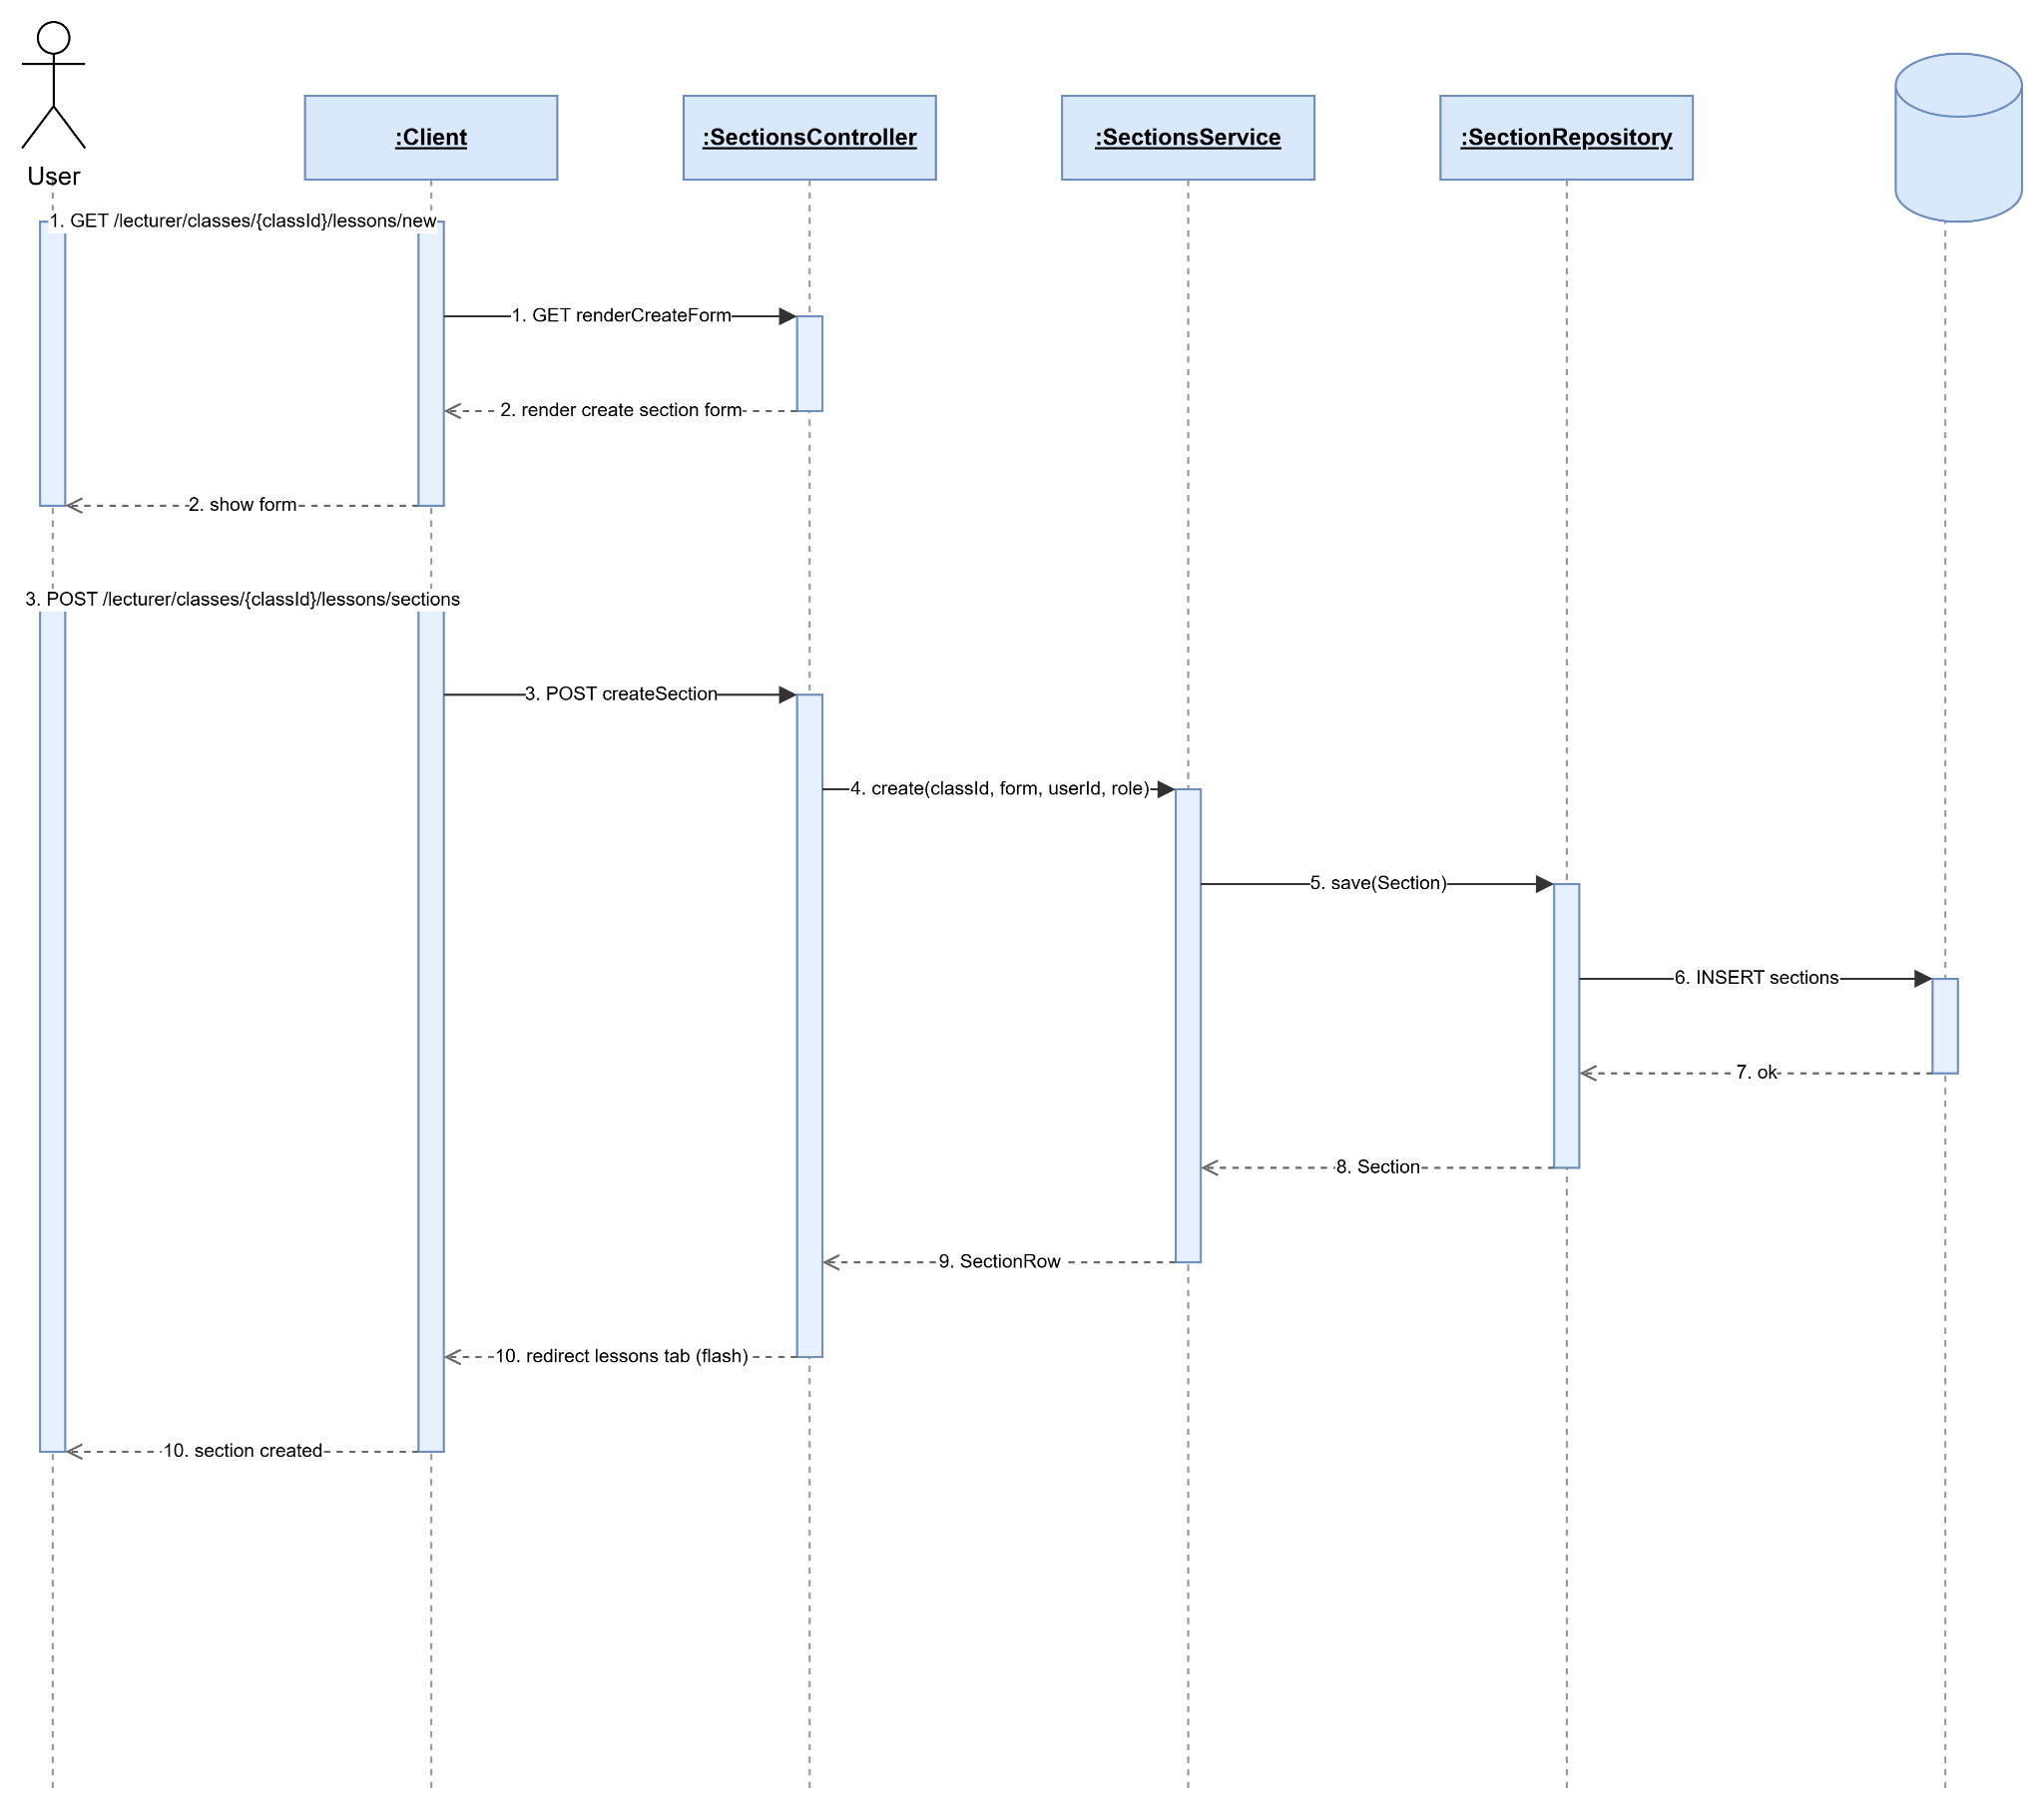 User
:Client
:SectionsController
:SectionsService
:SectionRepository
1. GET /lecturer/classes/{classId}/lessons/new
1. GET renderCreateForm
2. render create section form
2. show form
3. POST /lecturer/classes/{classId}/lessons/sections
3. POST createSection
4. create(classId, form, userId, role)
5. save(Section)
6. INSERT sections
7. ok
8. Section
9. SectionRow
10. redirect lessons tab (flash)
10. section created